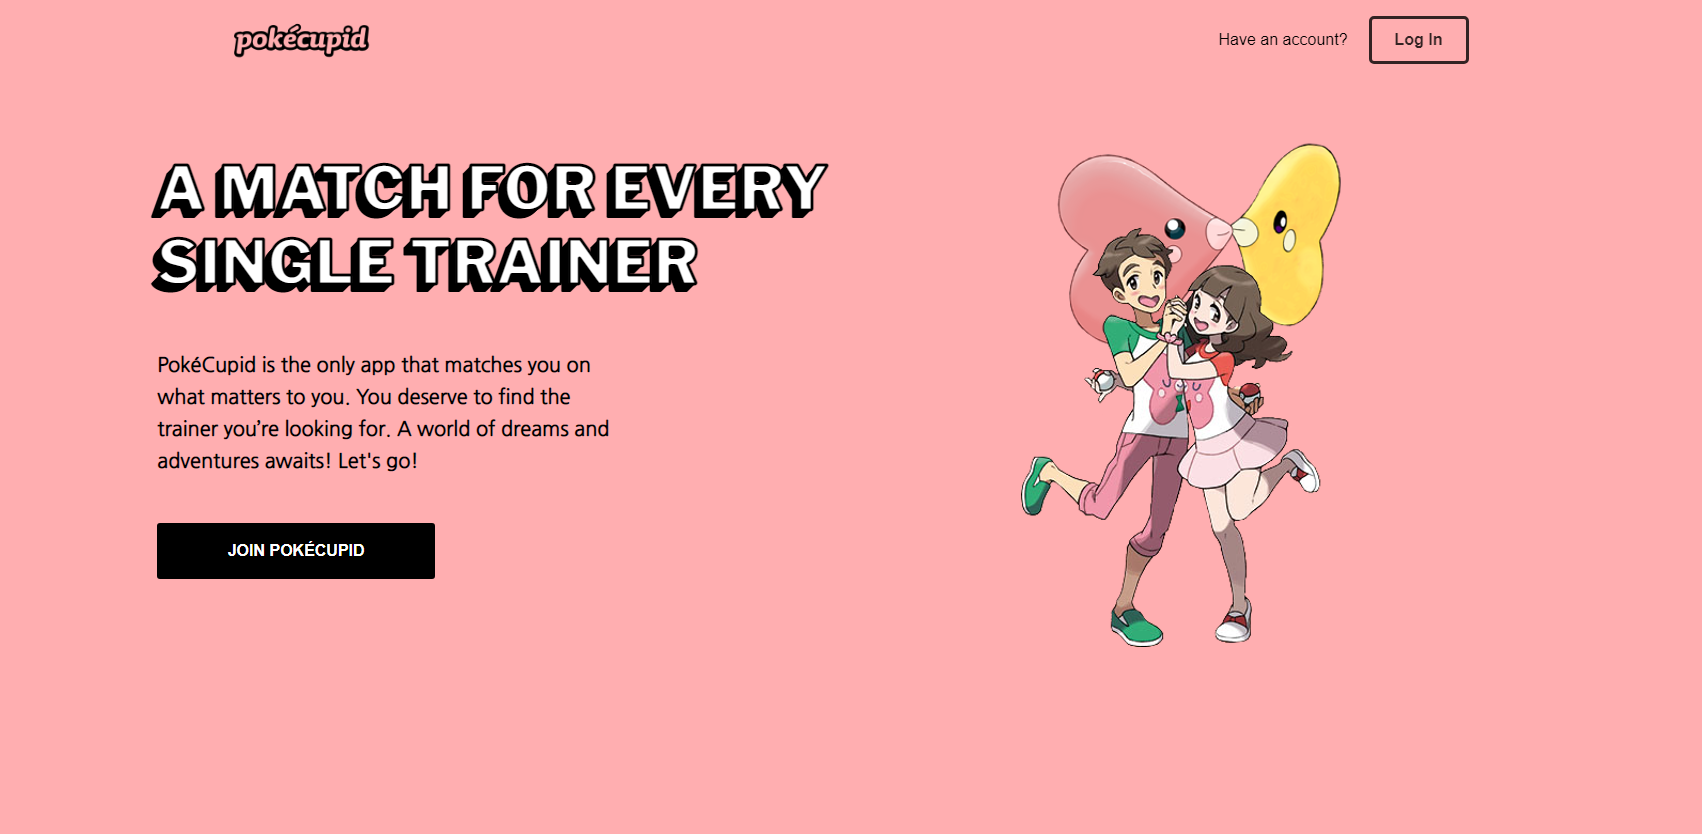 pokécupid
Have an account?
Log In
A MATCH FOR EVERY
SINGLE TRAINER
PokéCupid is the only app that matches you on
what matters to you. You deserve to find the
trainer you’re looking for. A world of dreams and
adventures awaits! Let's go!
JOIN POKÉCUPID